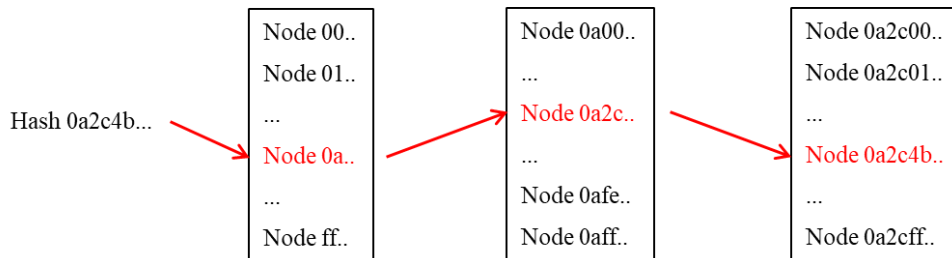 Hash 0a2c4b...
Node 00..
Node 01..
...
Node 0a..
...
Node ff..
Node 0a00..
...
Node 0a2c..
...
Node 0afe..
Node 0aff..
Node 0a2c00..
Node 0a2c01..
...
Node 0a2c4b..
...
Node 0a2cff..